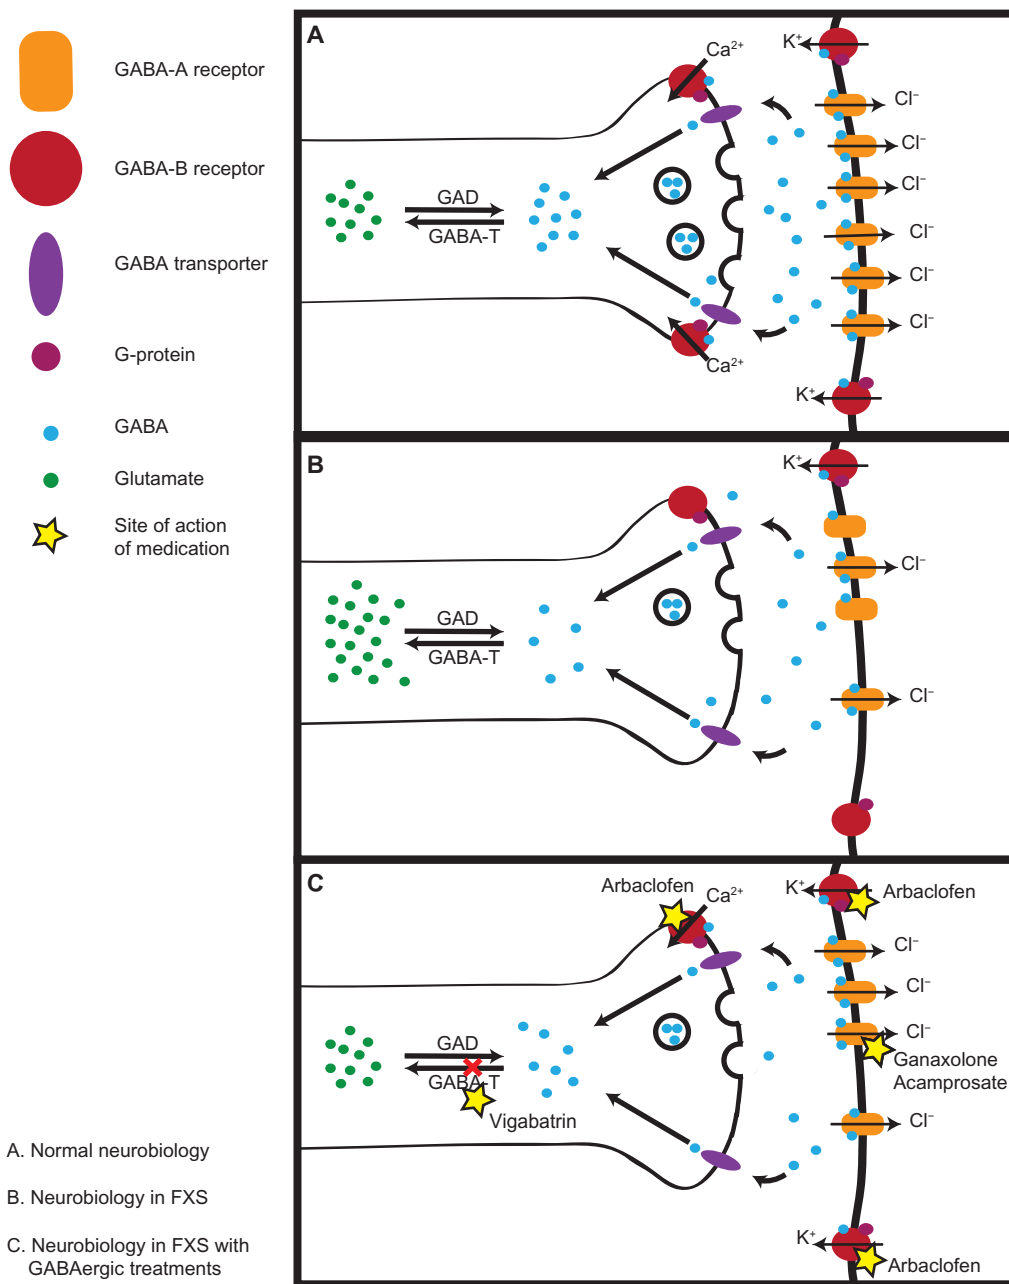 GABA-A receptor
GABA-B receptor
GABA transporter
G-protein
GABA
Glutamate
Site of action
of medication
A. Normal neurobiology
B. Neurobiology in FXS
C. Neurobiology in FXS with
GABAergic treatments
A
Ca²⁺
K⁺
Cl⁻
Cl⁻
Cl⁻
GAD
GABA-T
Cl⁻
Cl⁻
Cl⁻
Ca²⁺
K⁺
B
K⁺
Cl⁻
GAD
GABA-T
Cl⁻
C
Arbaclofen
Ca²⁺
K⁺
Arbaclofen
Cl⁻
Cl⁻
Cl⁻
GAD
GABA-T
Ganaxolone
Acamprosate
Vigabatrin
Cl⁻
K⁺
Arbaclofen